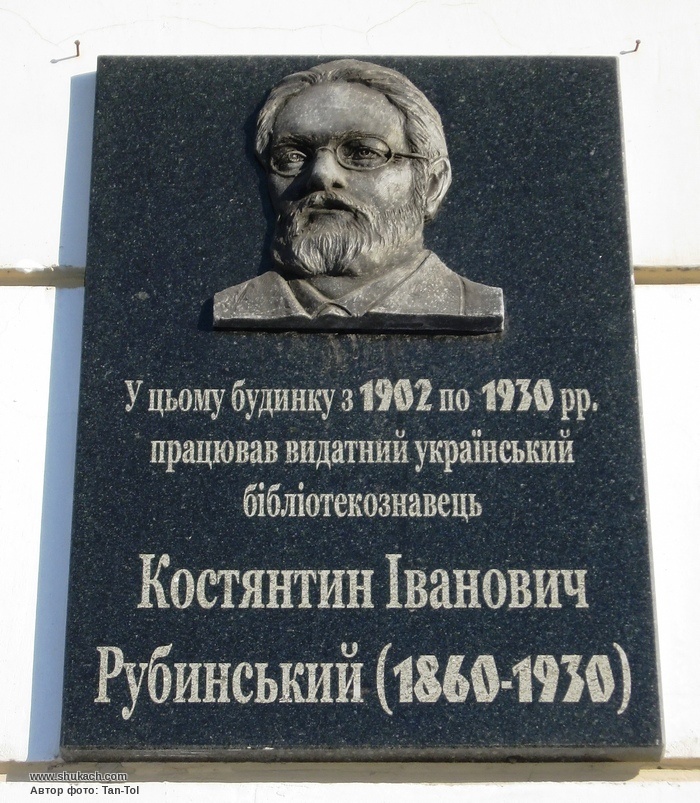 У цьому будинку з 1902 по 1930 рр.
працював видатний український
бібліотекознавець
Костянтин Іванович
Рубинський (1860-1930)
www.shukach.com
Автор фото: Tan-Tol